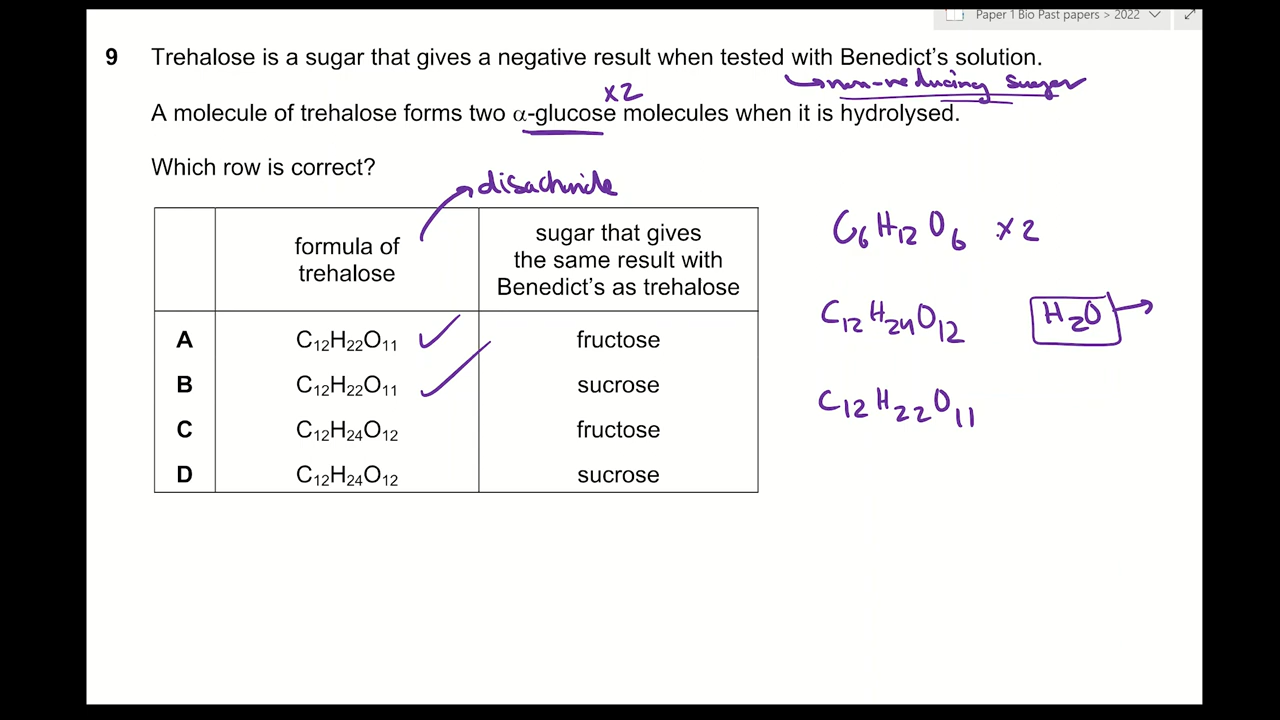 Paper 1 Bio Past papers > 2022
9 Trehalose is a sugar that gives a negative result when tested with Benedict's solution.
non-reducing sugar
x2
A molecule of trehalose forms two α-glucose molecules when it is hydrolysed.
Which row is correct?
disachride
formula of trehalose
sugar that gives the same result with Benedict's as trehalose
A C₁₂H₂₂O₁₁ ✓ fructose
B C₁₂H₂₂O₁₁ ✓ sucrose
C C₁₂H₂₄O₁₂ fructose
D C₁₂H₂₄O₁₂ sucrose
C₆H₁₂O₆ x2
C₁₂H₂₄O₁₂ H₂O →
C₁₂H₂₂O₁₁